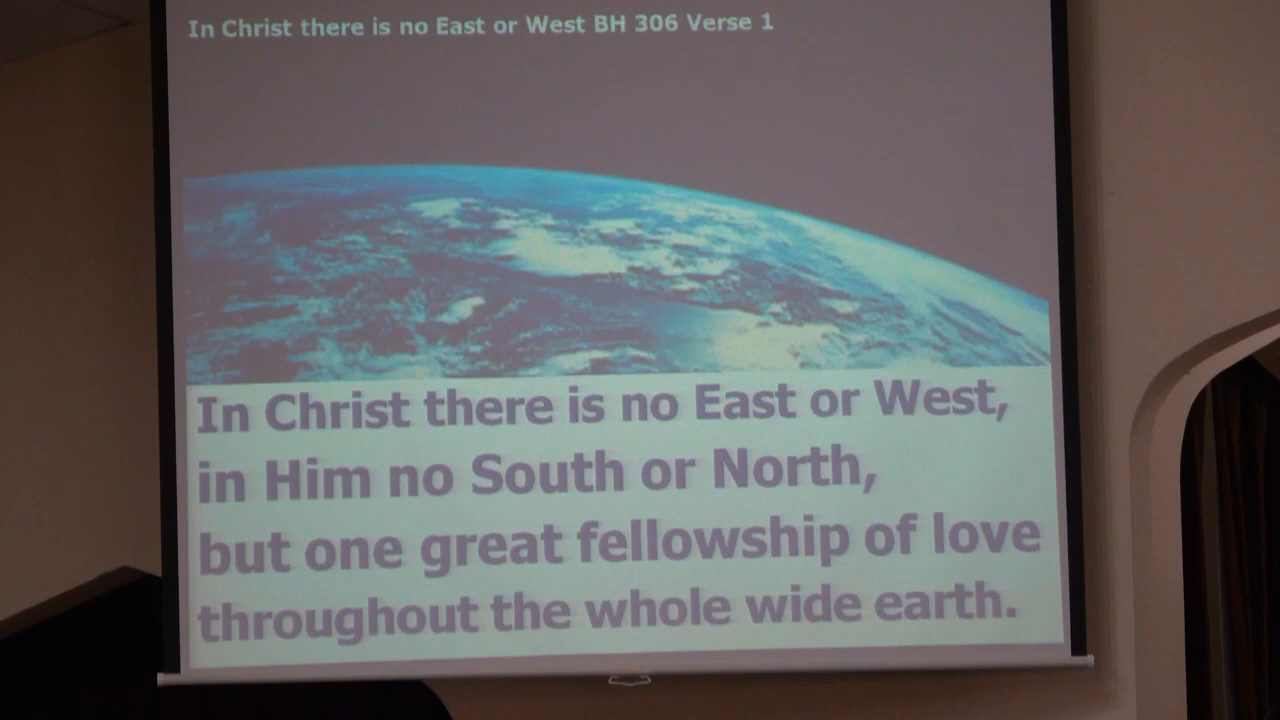 In Christ there is no East or West BH 306 Verse 1
In Christ there is no East or West,
in Him no South or North,
but one great fellowship of love
throughout the whole wide earth.